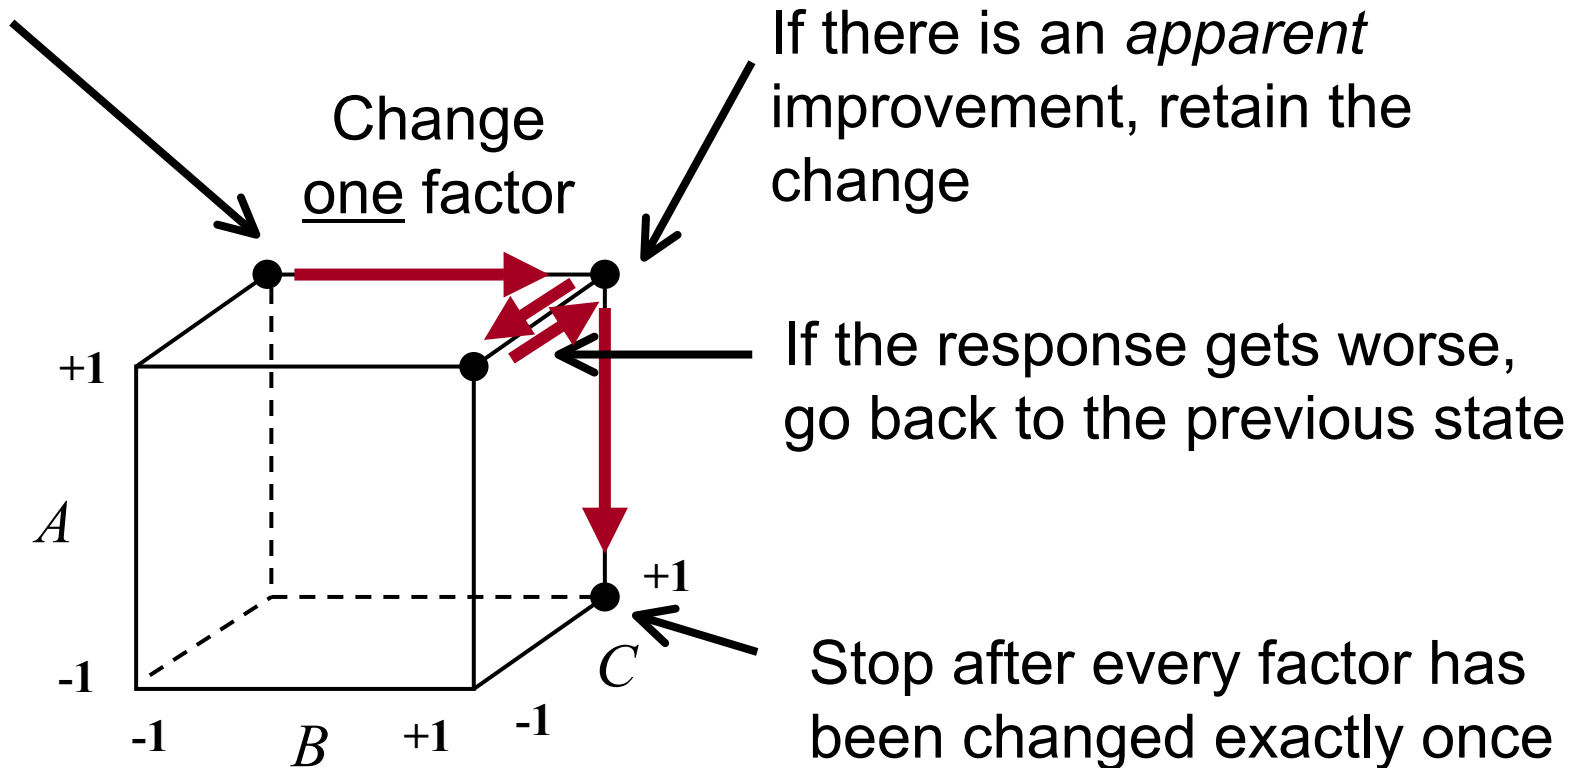 If there is an apparent
improvement, retain the
change
Change
one factor
If the response gets worse,
go back to the previous state
+1
A
-1
-1
B
+1
-1
C
+1
Stop after every factor has
been changed exactly once